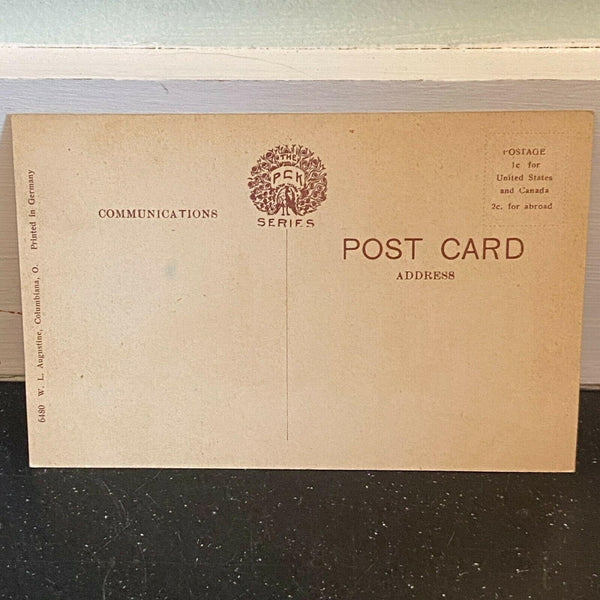 THE
PCK
SERIES
COMMUNICATIONS
POST CARD
ADDRESS
POSTAGE
1c for
United States
and Canada
2c. for abroad
6480 W. L. Augustine, Columbiana, O. Printed in Germany